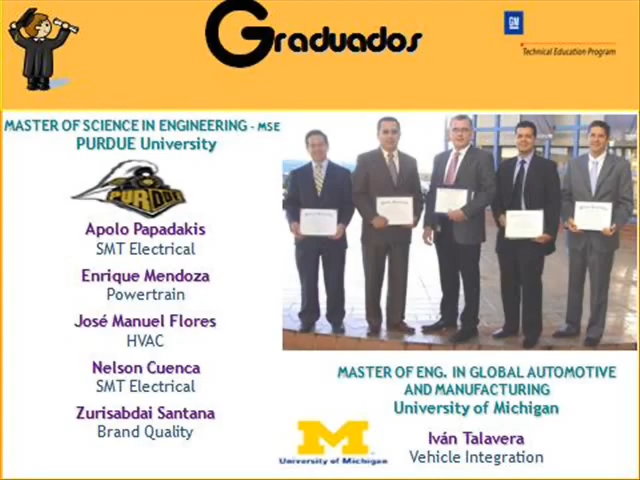 Graduados
GM
Technical Education Program
MASTER OF SCIENCE IN ENGINEERING - MSE
PURDUE University
PURDUE
Apolo Papadakis
SMT Electrical
Enrique Mendoza
Powertrain
José Manuel Flores
HVAC
Nelson Cuenca
SMT Electrical
Zurisabdai Santana
Brand Quality
MASTER OF ENG. IN GLOBAL AUTOMOTIVE
AND MANUFACTURING
University of Michigan
M
University of Michigan
Iván Talavera
Vehicle Integration